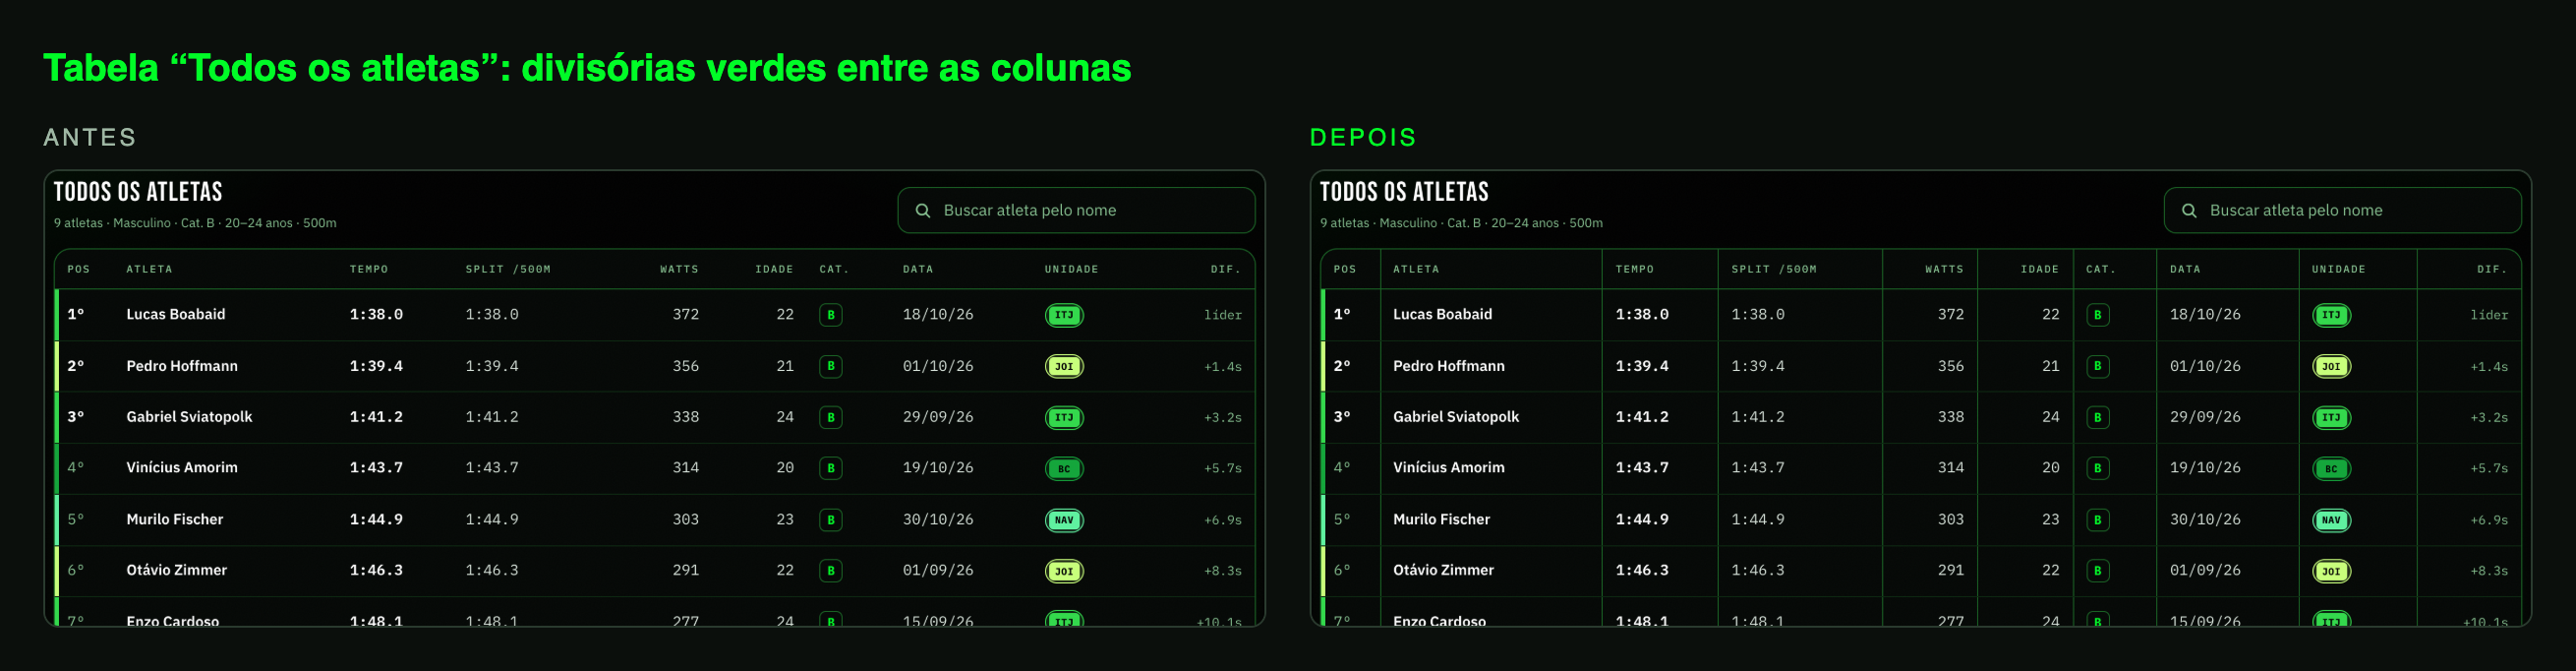 Tabela “Todos os atletas”: divisórias verdes entre as colunas
ANTES
TODOS OS ATLETAS
9 atletas · Masculino · Cat. B · 20–24 anos · 500m
Buscar atleta pelo nome
POS ATLETA TEMPO SPLIT /500M WATTS IDADE CAT. DATA UNIDADE DIF.
1º Lucas Boabaid 1:38.0 1:38.0 372 22 B 18/10/26 ITJ líder
2º Pedro Hoffmann 1:39.4 1:39.4 356 21 B 01/10/26 JOI +1.4s
3º Gabriel Sviatopolk 1:41.2 1:41.2 338 24 B 29/09/26 ITJ +3.2s
4º Vinícius Amorim 1:43.7 1:43.7 314 20 B 19/10/26 BC +5.7s
5º Murilo Fischer 1:44.9 1:44.9 303 23 B 30/10/26 NAV +6.9s
6º Otávio Zimmer 1:46.3 1:46.3 291 22 B 01/09/26 JOI +8.3s
7º Enzo Cardoso 1:48.1 1:48.1 277 24 B 15/09/26 ITJ +10.1s
DEPOIS
TODOS OS ATLETAS
9 atletas · Masculino · Cat. B · 20–24 anos · 500m
Buscar atleta pelo nome
POS ATLETA TEMPO SPLIT /500M WATTS IDADE CAT. DATA UNIDADE DIF.
1º Lucas Boabaid 1:38.0 1:38.0 372 22 B 18/10/26 ITJ líder
2º Pedro Hoffmann 1:39.4 1:39.4 356 21 B 01/10/26 JOI +1.4s
3º Gabriel Sviatopolk 1:41.2 1:41.2 338 24 B 29/09/26 ITJ +3.2s
4º Vinícius Amorim 1:43.7 1:43.7 314 20 B 19/10/26 BC +5.7s
5º Murilo Fischer 1:44.9 1:44.9 303 23 B 30/10/26 NAV +6.9s
6º Otávio Zimmer 1:46.3 1:46.3 291 22 B 01/09/26 JOI +8.3s
7º Enzo Cardoso 1:48.1 1:48.1 277 24 B 15/09/26 ITJ +10.1s